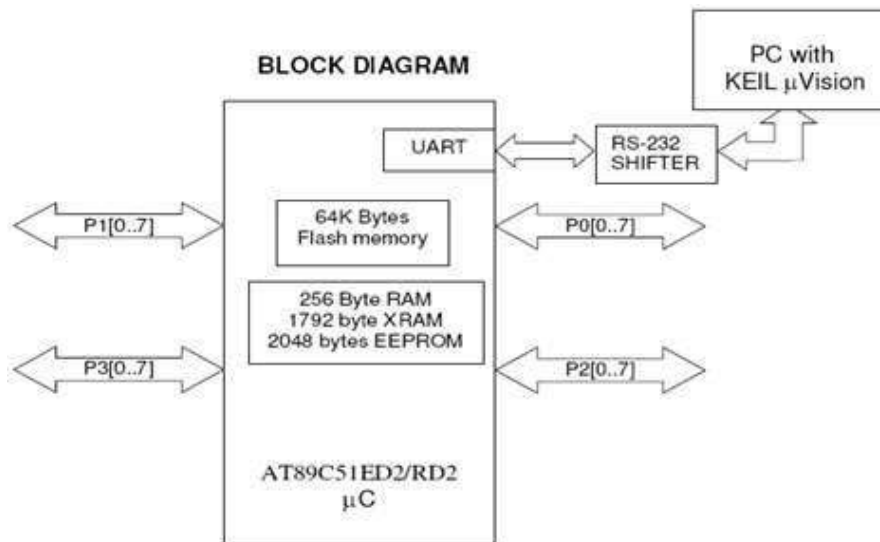 BLOCK DIAGRAM
PC with
KEIL µVision
UART
RS-232
SHIFTER
64K Bytes
Flash memory
P1[0..7]
P0[0..7]
256 Byte RAM
1792 byte XRAM
2048 bytes EEPROM
P3[0..7]
P2[0..7]
AT89C51ED2/RD2
µC